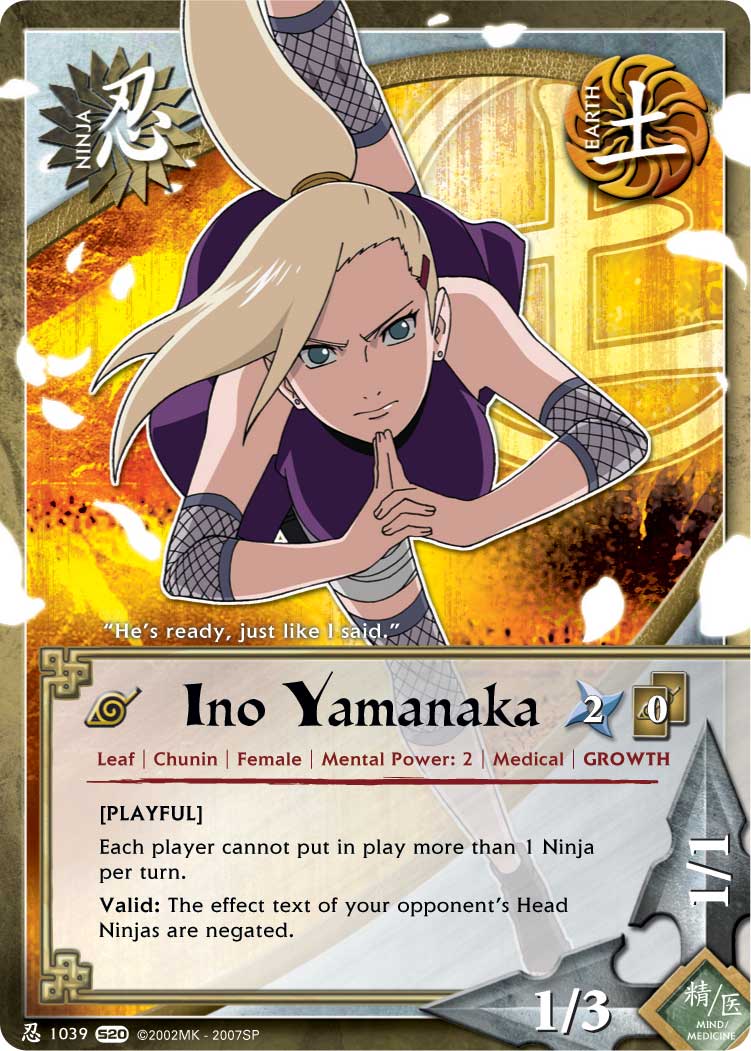 NINJA
忍
EARTH
土
“He's ready, just like I said.”
Ino Yamanaka
2
0
Leaf | Chunin | Female | Mental Power: 2 | Medical | GROWTH
[PLAYFUL]
Each player cannot put in play more than 1 Ninja
per turn.
Valid: The effect text of your opponent's Head
Ninjas are negated.
1/1
1/3
精/医
MIND/
MEDICINE
忍 1039 S20 ©2002MK - 2007SP